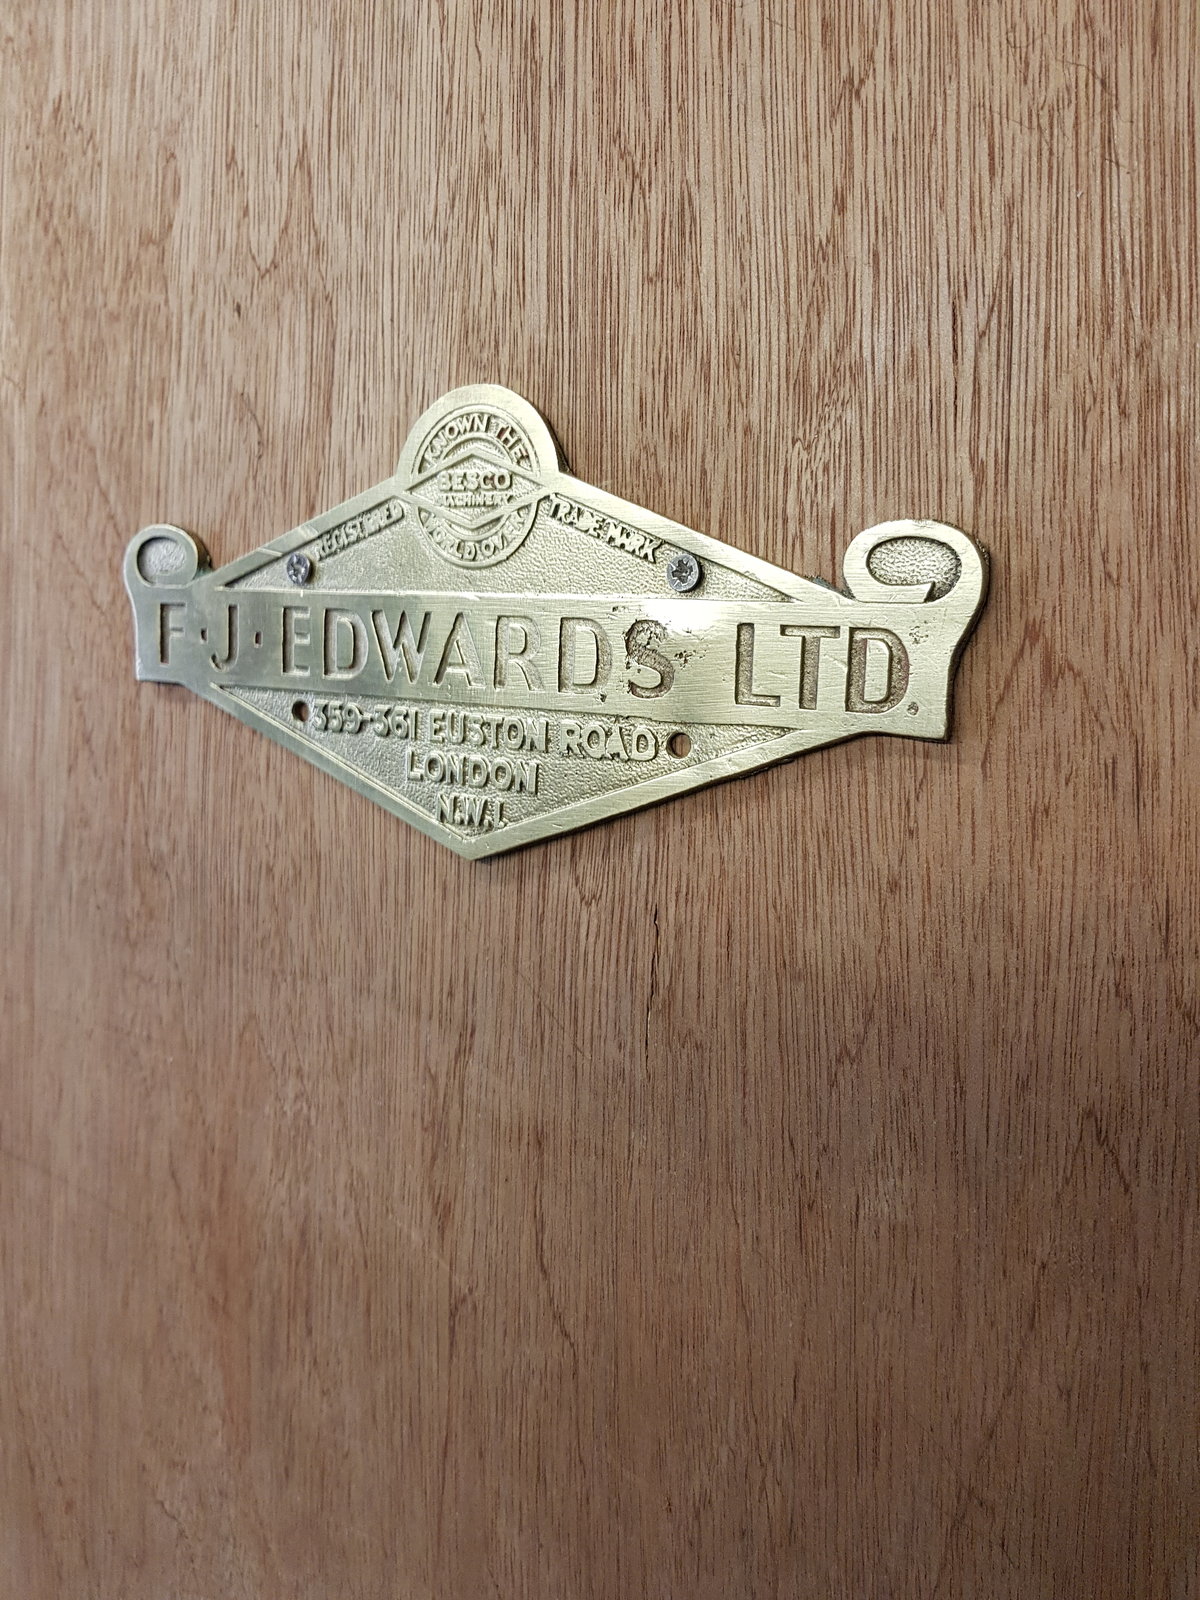 KNOWN THE
BESCO
MACHINERY
WORLD OVER
REGISTERED TRADE-MARK
F·J·EDWARDS LTD.
359-361 EUSTON ROAD
LONDON
N.W.1.